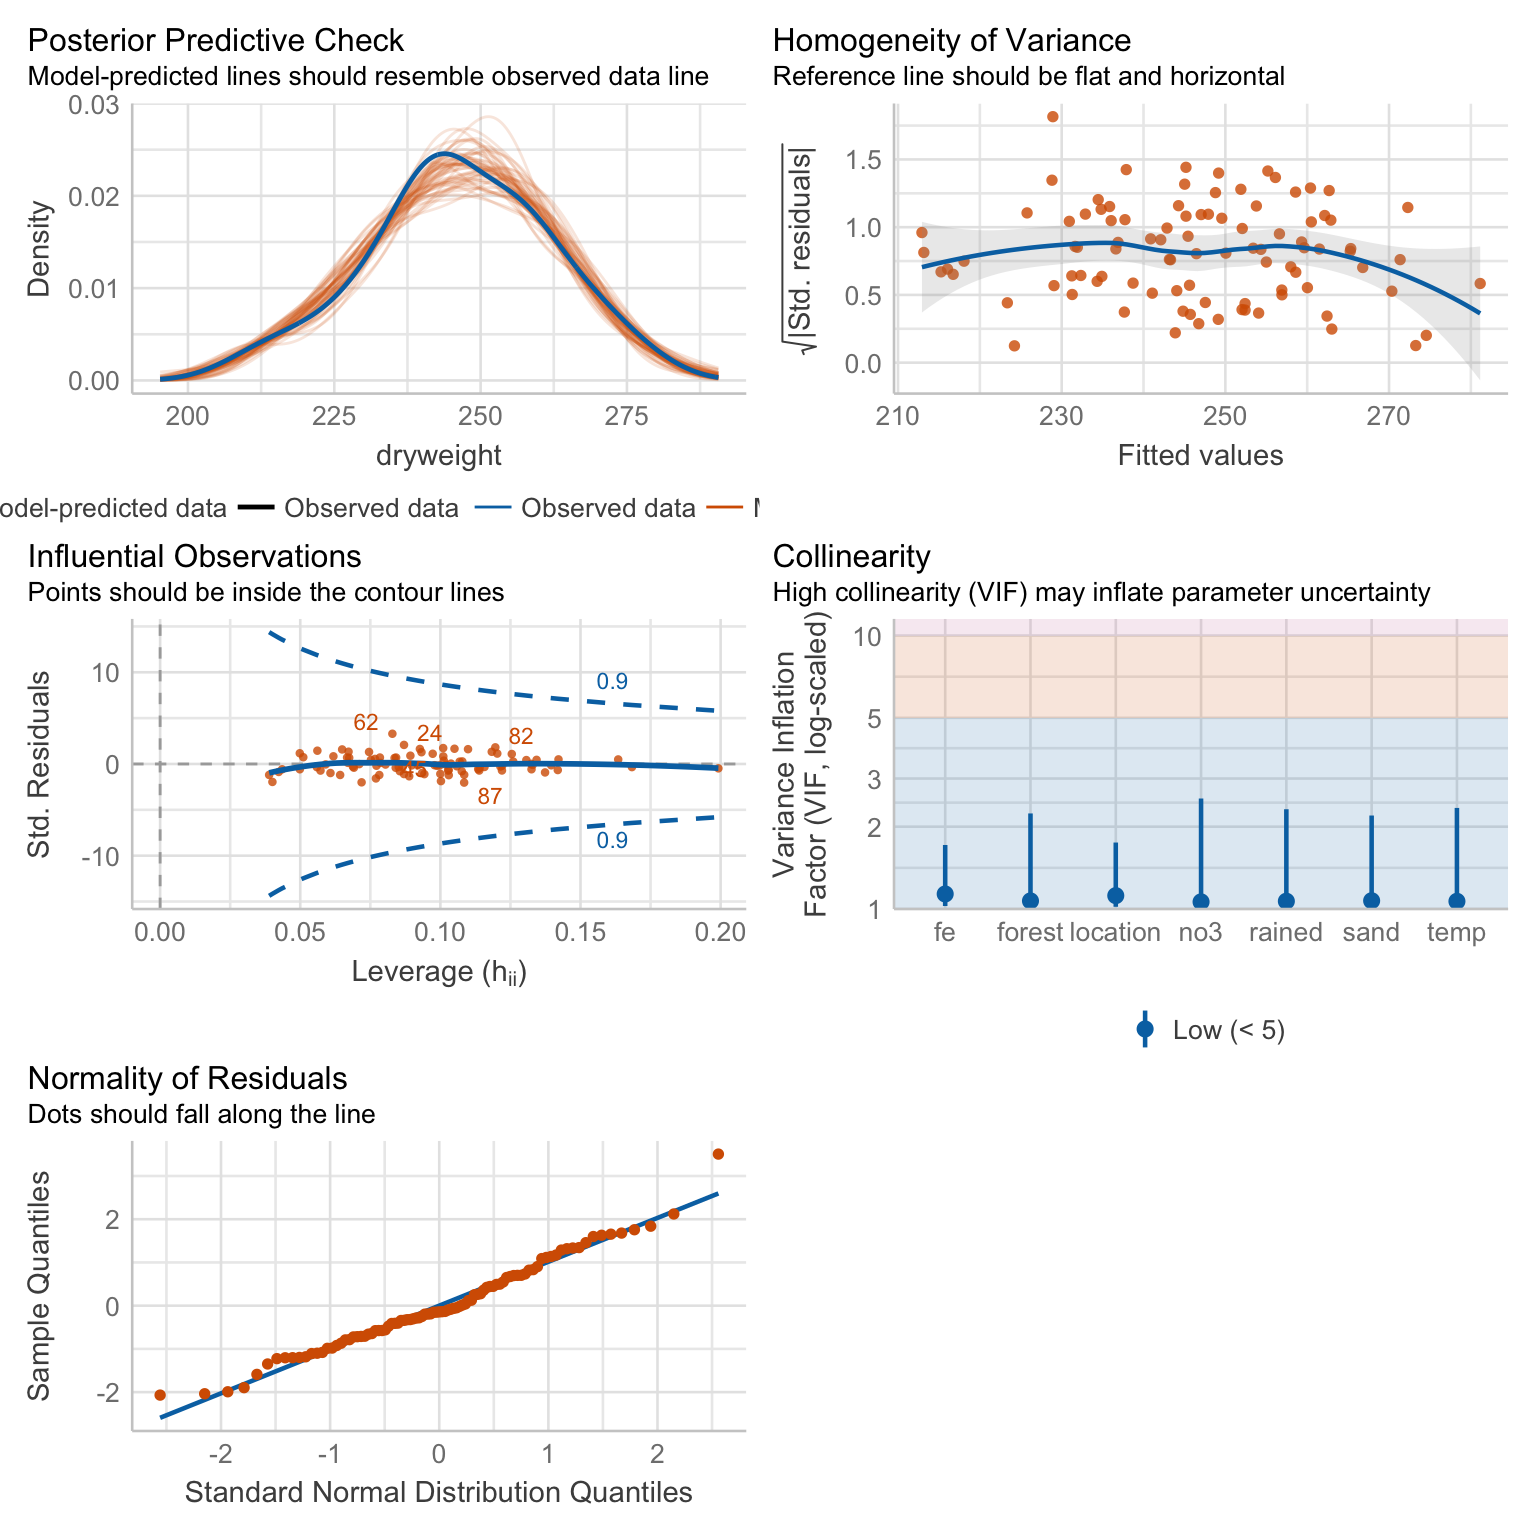 Posterior Predictive Check
Model-predicted lines should resemble observed data line
0.03
0.02
0.01
0.00
Density
200 225 250 275
dryweight
odel-predicted data Observed data Observed data
Homogeneity of Variance
Reference line should be flat and horizontal
1.5
1.0
0.5
0.0
√|Std. residuals|
210 230 250 270
Fitted values
Influential Observations
Points should be inside the contour lines
10
0
-10
Std. Residuals
0.9
62
24
82
87
0.9
0.00 0.05 0.10 0.15 0.20
Leverage (hᵢᵢ)
Collinearity
High collinearity (VIF) may inflate parameter uncertainty
Variance Inflation
Factor (VIF, log-scaled)
10
5
3
2
1
fe forest location no3 rained sand temp
Low (< 5)
Normality of Residuals
Dots should fall along the line
2
0
-2
Sample Quantiles
-2 -1 0 1 2
Standard Normal Distribution Quantiles